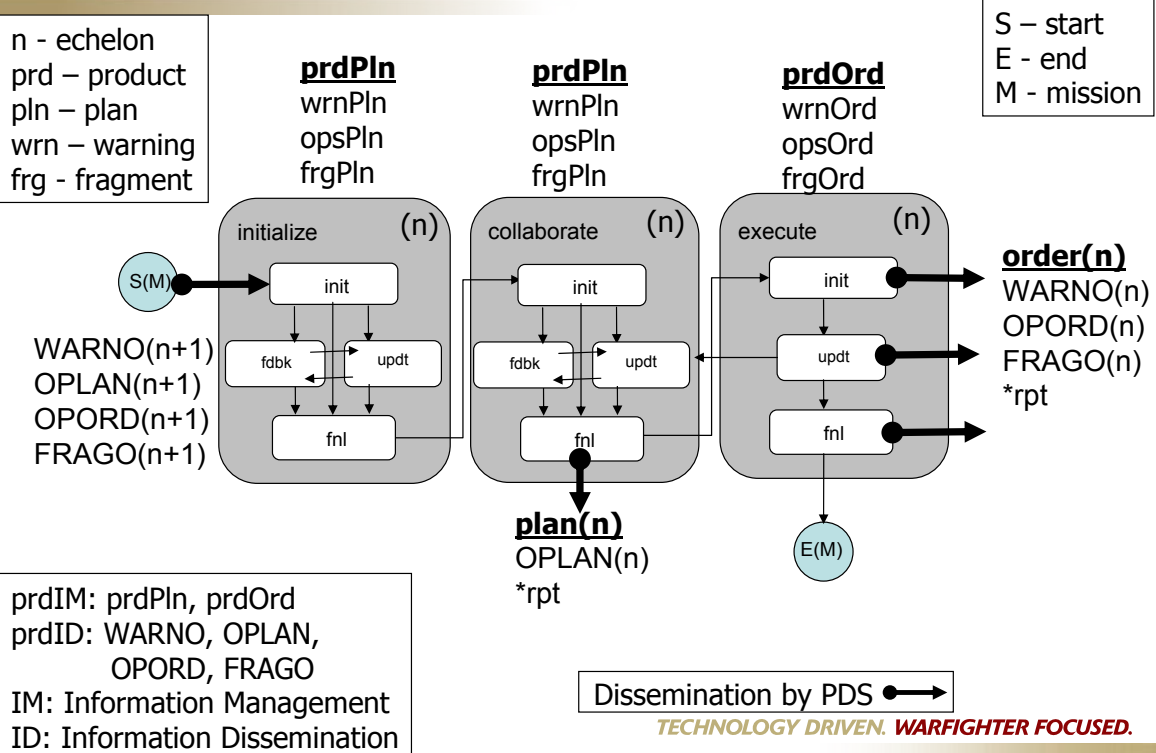 n - echelon
prd – product
pln – plan
wrn – warning
frg - fragment
S – start
E - end
M - mission
prdPln
wrnPln
opsPln
frgPln
prdPln
wrnPln
opsPln
frgPln
prdOrd
wrnOrd
opsOrd
frgOrd
initialize
(n)
init
fdbk
updt
fnl
collaborate
(n)
init
fdbk
updt
fnl
execute
(n)
init
updt
fnl
S(M)
WARNO(n+1)
OPLAN(n+1)
OPORD(n+1)
FRAGO(n+1)
order(n)
WARNO(n)
OPORD(n)
FRAGO(n)
*rpt
plan(n)
OPLAN(n)
*rpt
E(M)
prdIM: prdPln, prdOrd
prdID: WARNO, OPLAN,
OPORD, FRAGO
IM: Information Management
ID: Information Dissemination
Dissemination by PDS
TECHNOLOGY DRIVEN. WARFIGHTER FOCUSED.